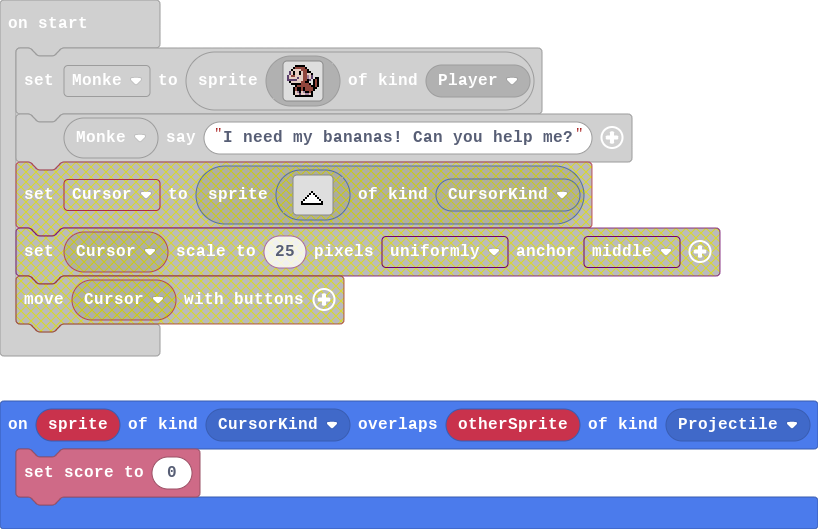 on start
set Monke to sprite of kind Player
Monke say "I need my bananas! Can you help me?"
set Cursor to sprite of kind CursorKind
set Cursor scale to 25 pixels uniformly anchor middle
move Cursor with buttons
on sprite of kind CursorKind overlaps otherSprite of kind Projectile
set score to 0